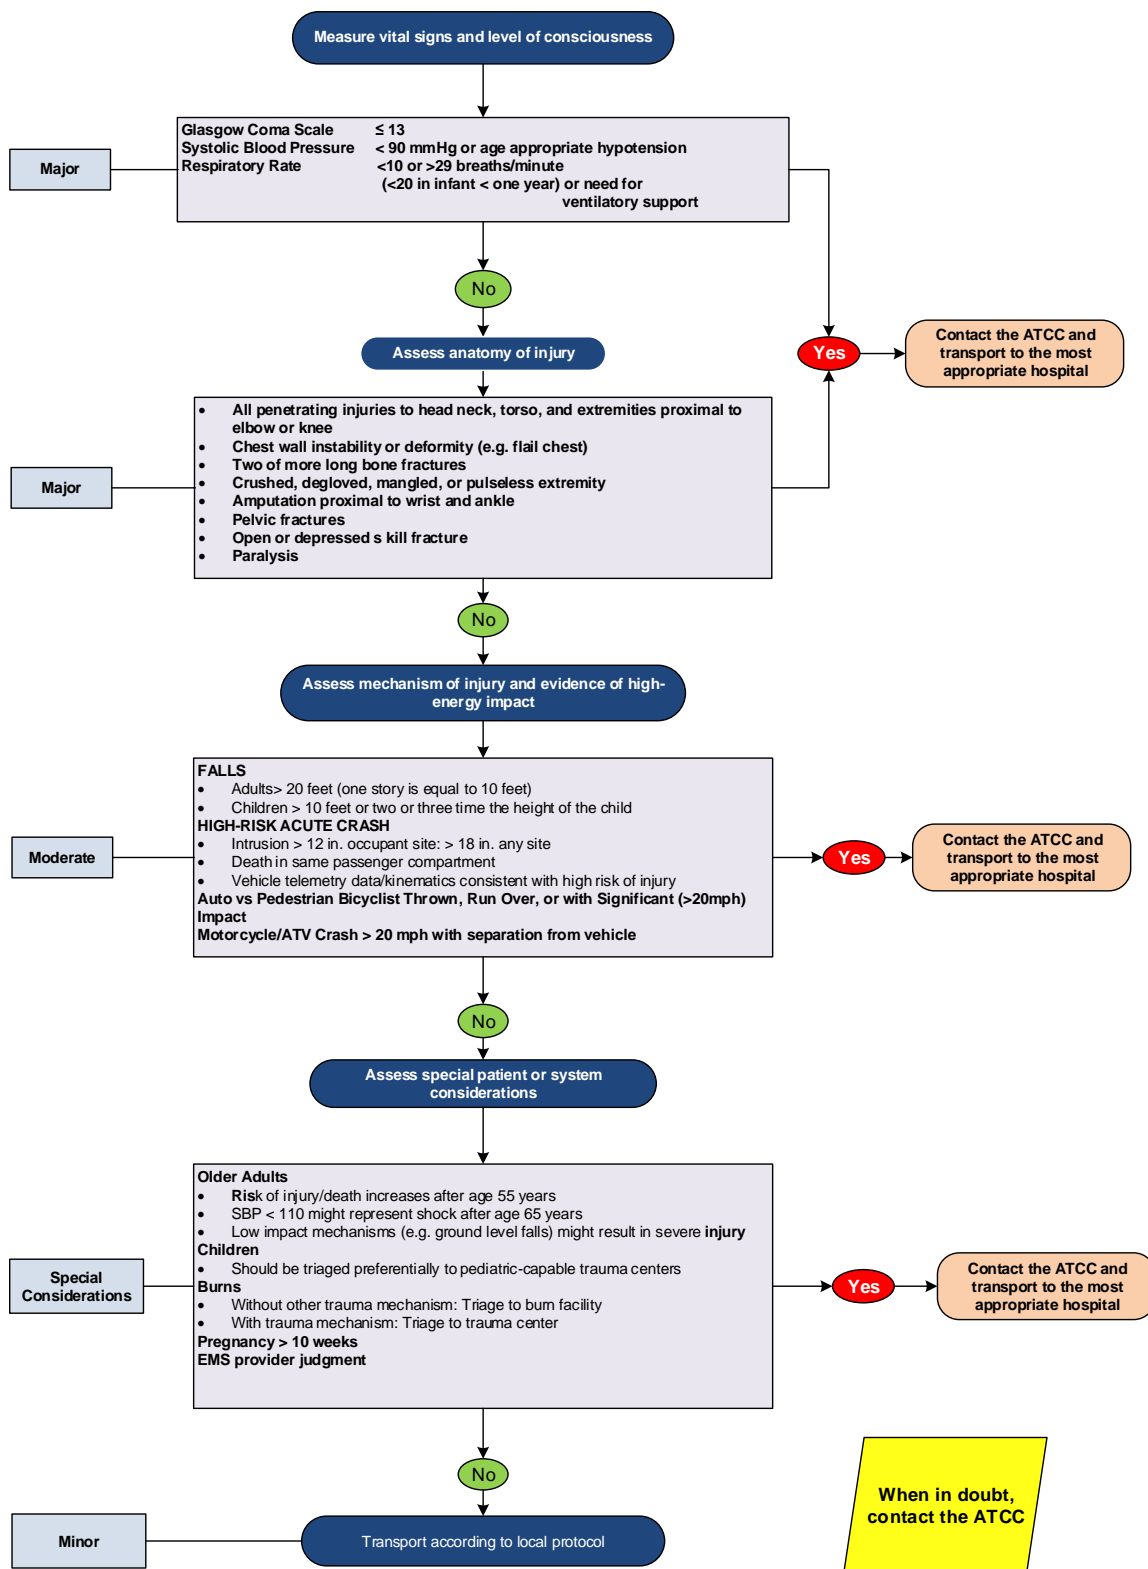 Measure vital signs and level of consciousness
Glasgow Coma Scale ≤ 13
Systolic Blood Pressure < 90 mmHg or age appropriate hypotension
Respiratory Rate <10 or >29 breaths/minute
(<20 in infant < one year) or need for
ventilatory support
Major
No
Assess anatomy of injury
Yes
Contact the ATCC and
transport to the most
appropriate hospital
• All penetrating injuries to head neck, torso, and extremities proximal to
elbow or knee
• Chest wall instability or deformity (e.g. flail chest)
• Two of more long bone fractures
• Crushed, degloved, mangled, or pulseless extremity
• Amputation proximal to wrist and ankle
• Pelvic fractures
• Open or depressed s kill fracture
• Paralysis
Major
No
Assess mechanism of injury and evidence of high-
energy impact
FALLS
• Adults> 20 feet (one story is equal to 10 feet)
• Children > 10 feet or two or three time the height of the child
HIGH-RISK ACUTE CRASH
• Intrusion > 12 in. occupant site: > 18 in. any site
• Death in same passenger compartment
• Vehicle telemetry data/kinematics consistent with high risk of injury
Auto vs Pedestrian Bicyclist Thrown, Run Over, or with Significant (>20mph)
Impact
Motorcycle/ATV Crash > 20 mph with separation from vehicle
Moderate
Yes
Contact the ATCC and
transport to the most
appropriate hospital
No
Assess special patient or system
considerations
Older Adults
• Risk of injury/death increases after age 55 years
• SBP < 110 might represent shock after age 65 years
• Low impact mechanisms (e.g. ground level falls) might result in severe injury
Children
• Should be triaged preferentially to pediatric-capable trauma centers
Burns
• Without other trauma mechanism: Triage to burn facility
• With trauma mechanism: Triage to trauma center
Pregnancy > 10 weeks
EMS provider judgment
Special
Considerations
Yes
Contact the ATCC and
transport to the most
appropriate hospital
No
When in doubt,
contact the ATCC
Minor
Transport according to local protocol